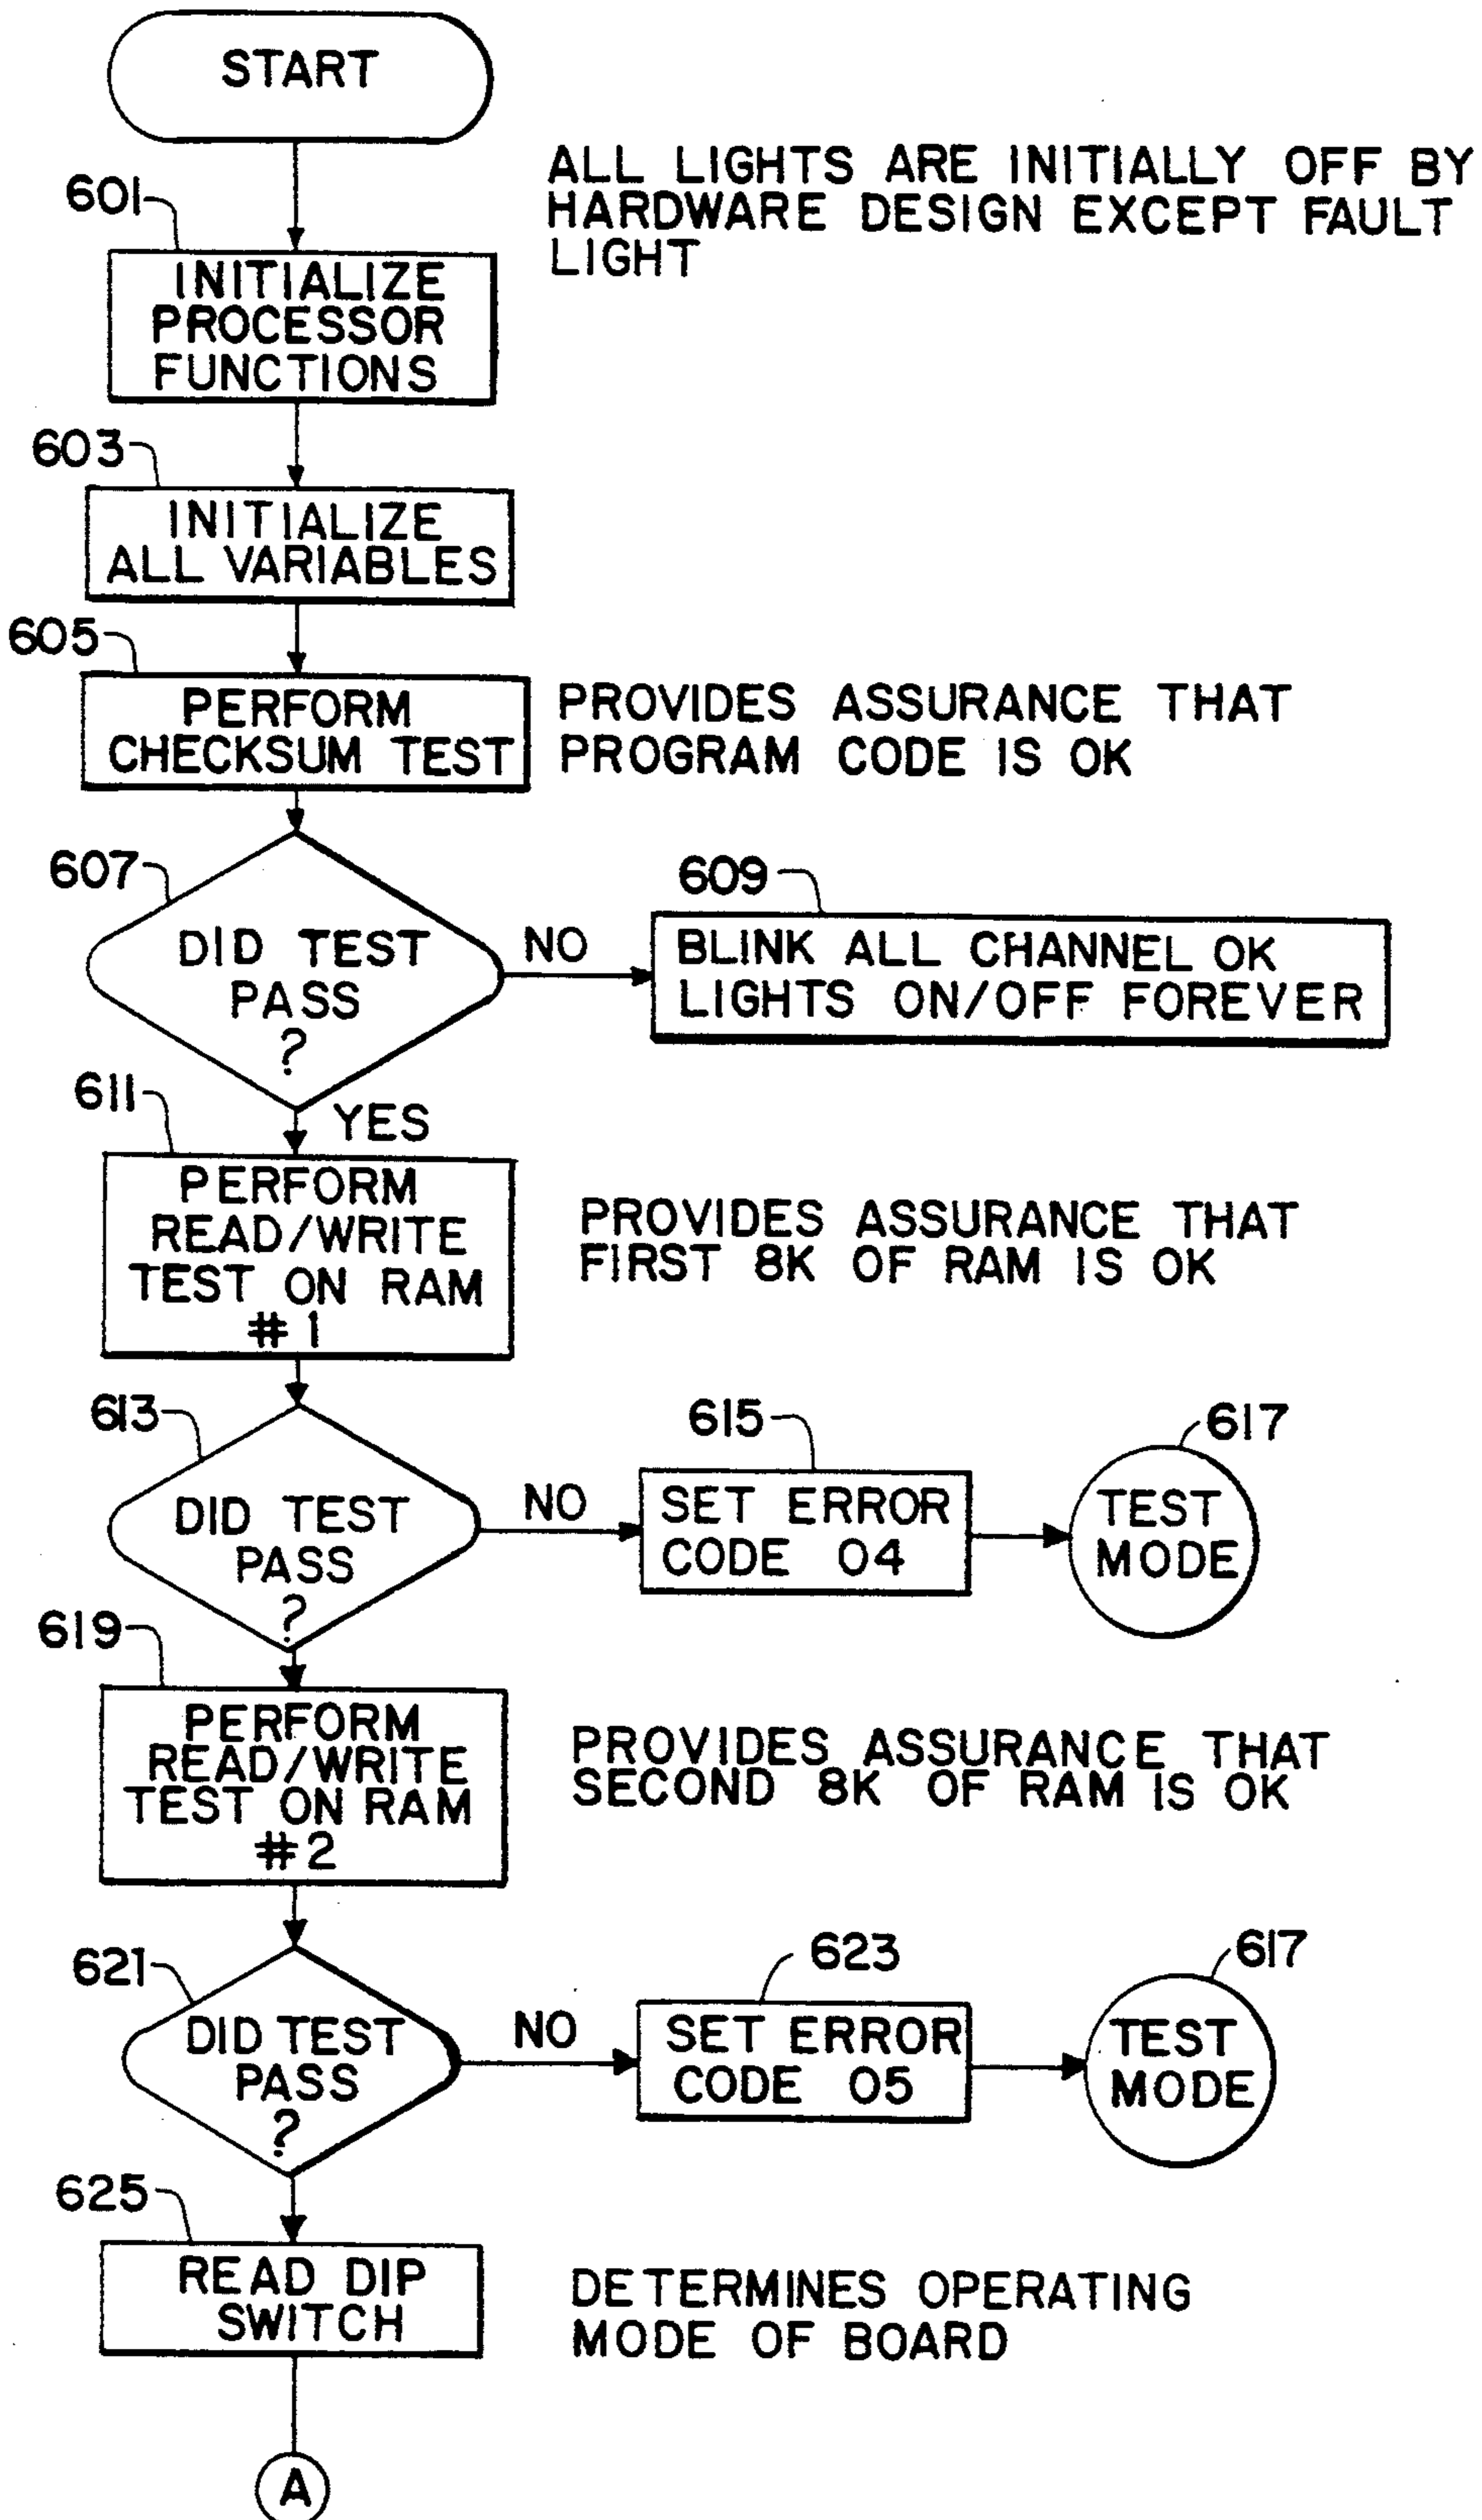 START
ALL LIGHTS ARE INITIALLY OFF BY
HARDWARE DESIGN EXCEPT FAULT
LIGHT
601
INITIALIZE
PROCESSOR
FUNCTIONS
603
INITIALIZE
ALL VARIABLES
605
PERFORM
CHECKSUM TEST
PROVIDES ASSURANCE THAT
PROGRAM CODE IS OK
607
DID TEST
PASS
?
NO
609
BLINK ALL CHANNEL OK
LIGHTS ON/OFF FOREVER
YES
611
PERFORM
READ/WRITE
TEST ON RAM
#1
PROVIDES ASSURANCE THAT
FIRST 8K OF RAM IS OK
613
DID TEST
PASS
?
NO
615
SET ERROR
CODE 04
617
TEST
MODE
619
PERFORM
READ/WRITE
TEST ON RAM
#2
PROVIDES ASSURANCE THAT
SECOND 8K OF RAM IS OK
621
DID TEST
PASS
?
NO
623
SET ERROR
CODE 05
617
TEST
MODE
625
READ DIP
SWITCH
DETERMINES OPERATING
MODE OF BOARD
A